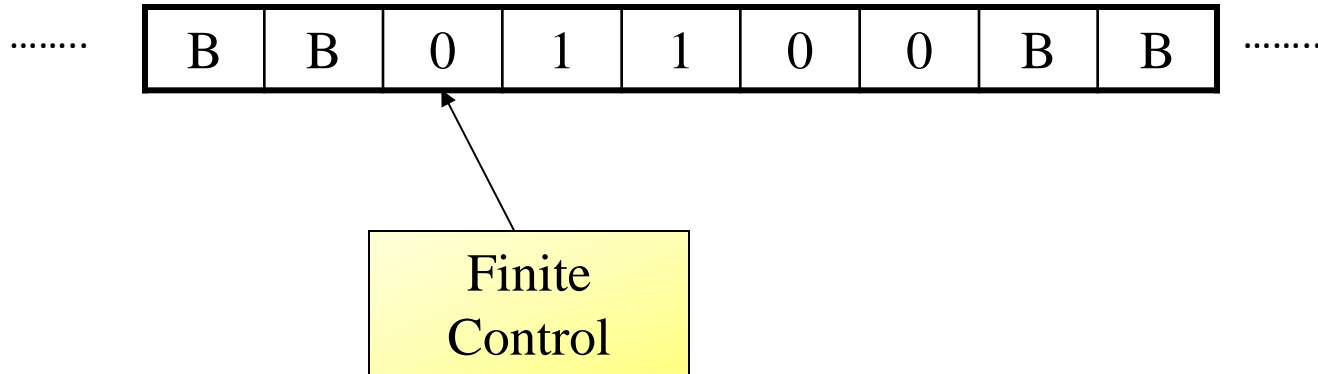 ........ B B 0 1 1 0 0 B B ........
Finite
Control